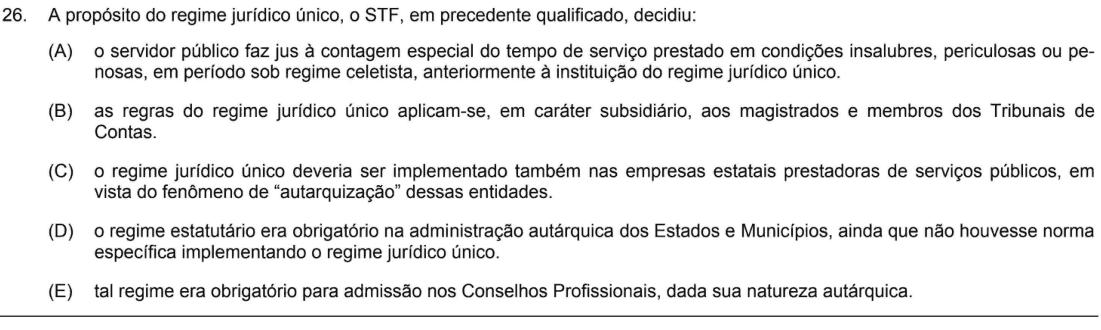 26. A propósito do regime jurídico único, o STF, em precedente qualificado, decidiu:
(A) o servidor público faz jus à contagem especial do tempo de serviço prestado em condições insalubres, periculosas ou pe-
nosas, em período sob regime celetista, anteriormente à instituição do regime jurídico único.
(B) as regras do regime jurídico único aplicam-se, em caráter subsidiário, aos magistrados e membros dos Tribunais de
Contas.
(C) o regime jurídico único deveria ser implementado também nas empresas estatais prestadoras de serviços públicos, em
vista do fenômeno de “autarquização” dessas entidades.
(D) o regime estatutário era obrigatório na administração autárquica dos Estados e Municípios, ainda que não houvesse norma
específica implementando o regime jurídico único.
(E) tal regime era obrigatório para admissão nos Conselhos Profissionais, dada sua natureza autárquica.